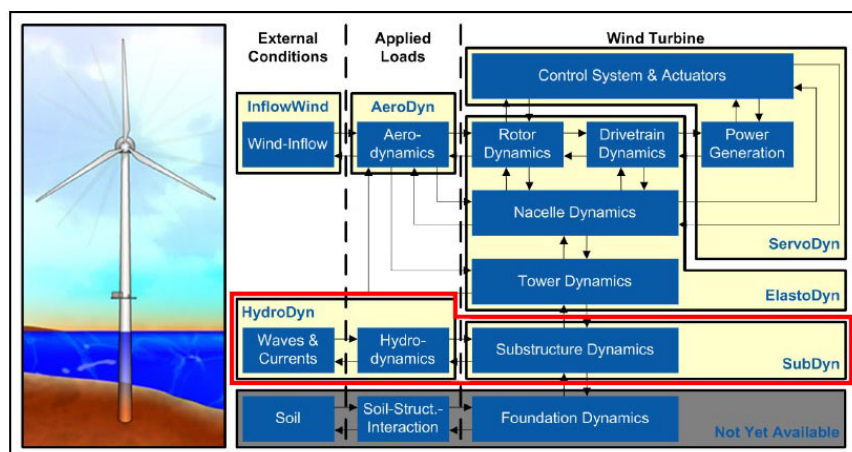 External
Conditions
Applied
Loads
Wind Turbine
Control System & Actuators
InflowWind
AeroDyn
Wind-Inflow
Aero-
dynamics
Rotor
Dynamics
Drivetrain
Dynamics
Power
Generation
Nacelle Dynamics
ServoDyn
Tower Dynamics
ElastoDyn
HydroDyn
Waves &
Currents
Hydro-
dynamics
Substructure Dynamics
SubDyn
Soil
Soil-Struct.-
Interaction
Foundation Dynamics
Not Yet Available